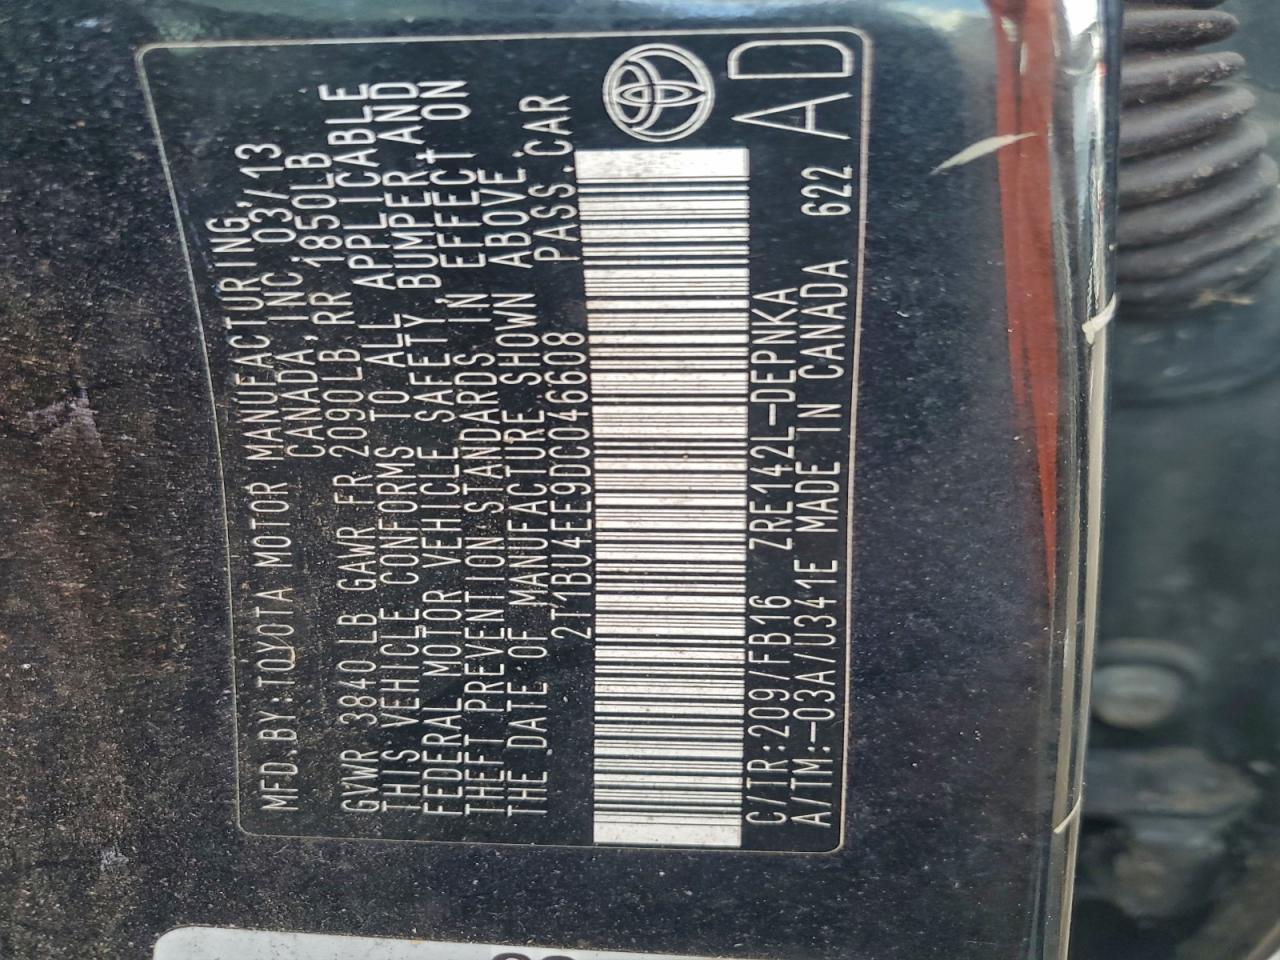 MFD.BY:TOYOTA MOTOR MANUFACTURING,
CANADA, INC. 03/13
GVWR 3840 LB GAWR FR 2090LB, RR 1850LB
THIS VEHICLE CONFORMS TO ALL APPLICABLE
FEDERAL MOTOR VEHICLE SAFETY, BUMPER, AND
THEFT PREVENTION STANDARDS IN EFFECT ON
THE DATE OF MANUFACTURE SHOWN ABOVE.
2T1BU4EE9DC046608 PASS.CAR
C/TR:209/FB16 ZRE142L-DEPNKA
A/TM:-03A/U341E MADE IN CANADA 622
AD